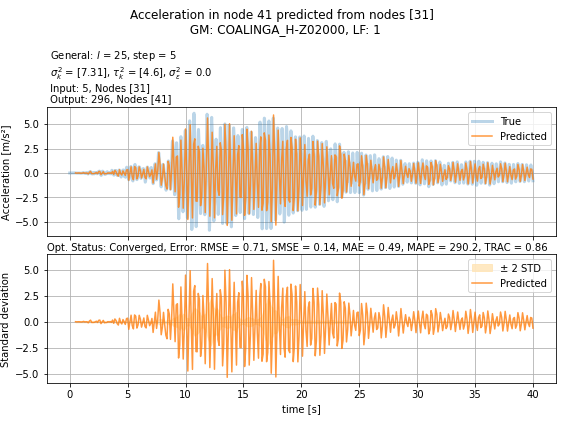 Acceleration in node 41 predicted from nodes [31]
GM: COALINGA_H-Z02000, LF: 1
General: l = 25, step = 5
σ²ₖ = [7.31], τ²ₖ = [4.6], σ²ε = 0.0
Input: 5, Nodes [31]
Output: 296, Nodes [41]
Acceleration [m/s²]
5.0
2.5
0.0
−2.5
−5.0
True
Predicted
Opt. Status: Converged, Error: RMSE = 0.71, SMSE = 0.14, MAE = 0.49, MAPE = 290.2, TRAC = 0.86
Standard deviation
5.0
2.5
0.0
−2.5
−5.0
± 2 STD
Predicted
0 5 10 15 20 25 30 35 40
time [s]